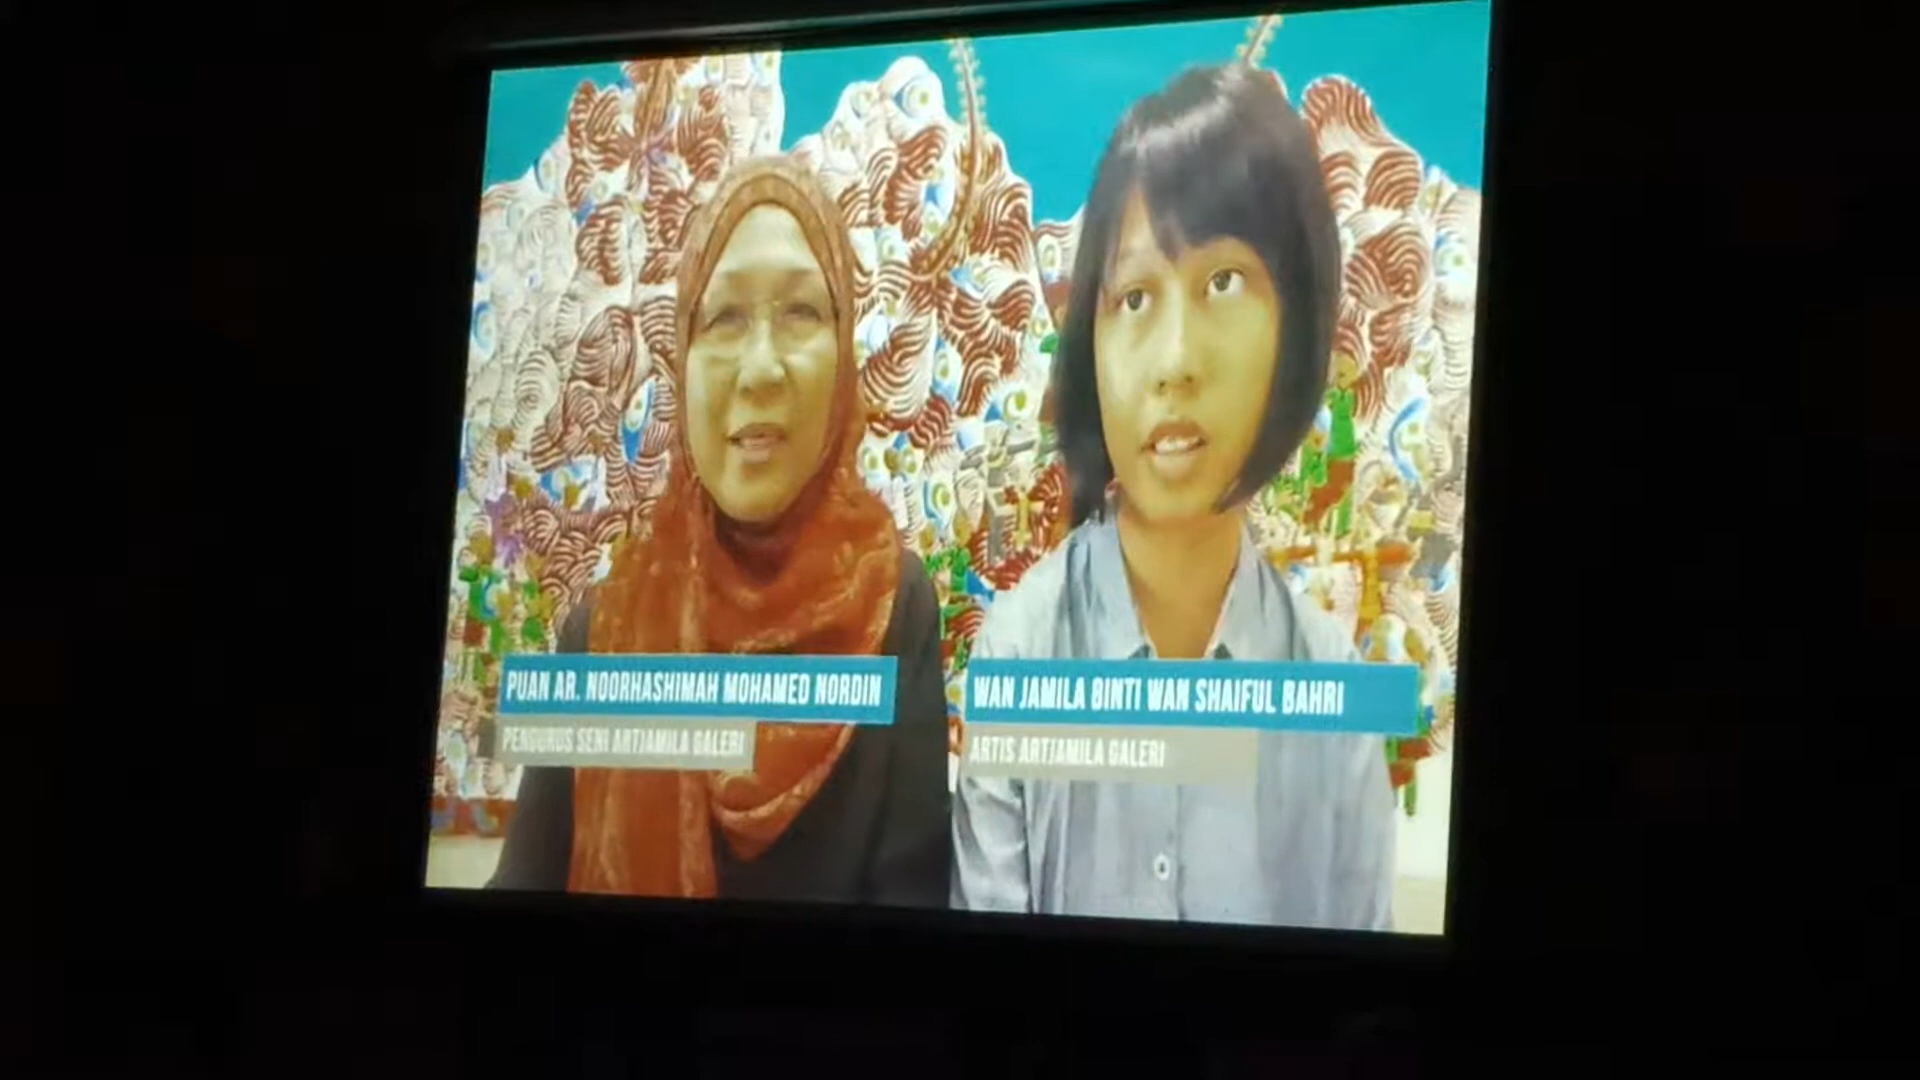 PUAN AR. NOORHASHIMAH MOHAMED NORDIN
PENGURUS SENI ARTJAMILA GALERI
WAN JAMILA BINTI WAN SHAIFUL BAHRI
ARTIS ARTJAMILA GALERI